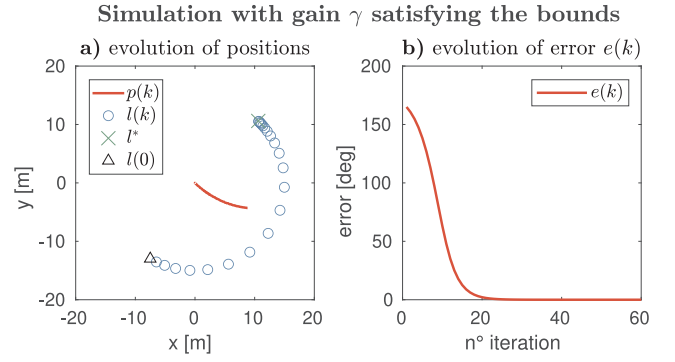 Simulation with gain γ satisfying the bounds
a) evolution of positions
20
10
0
-10
-20
-20
-10
0
10
20
y [m]
x [m]
p(k)
l(k)
l*
l(0)
b) evolution of error e(k)
200
150
100
50
0
0
20
40
60
error [deg]
n° iteration
e(k)